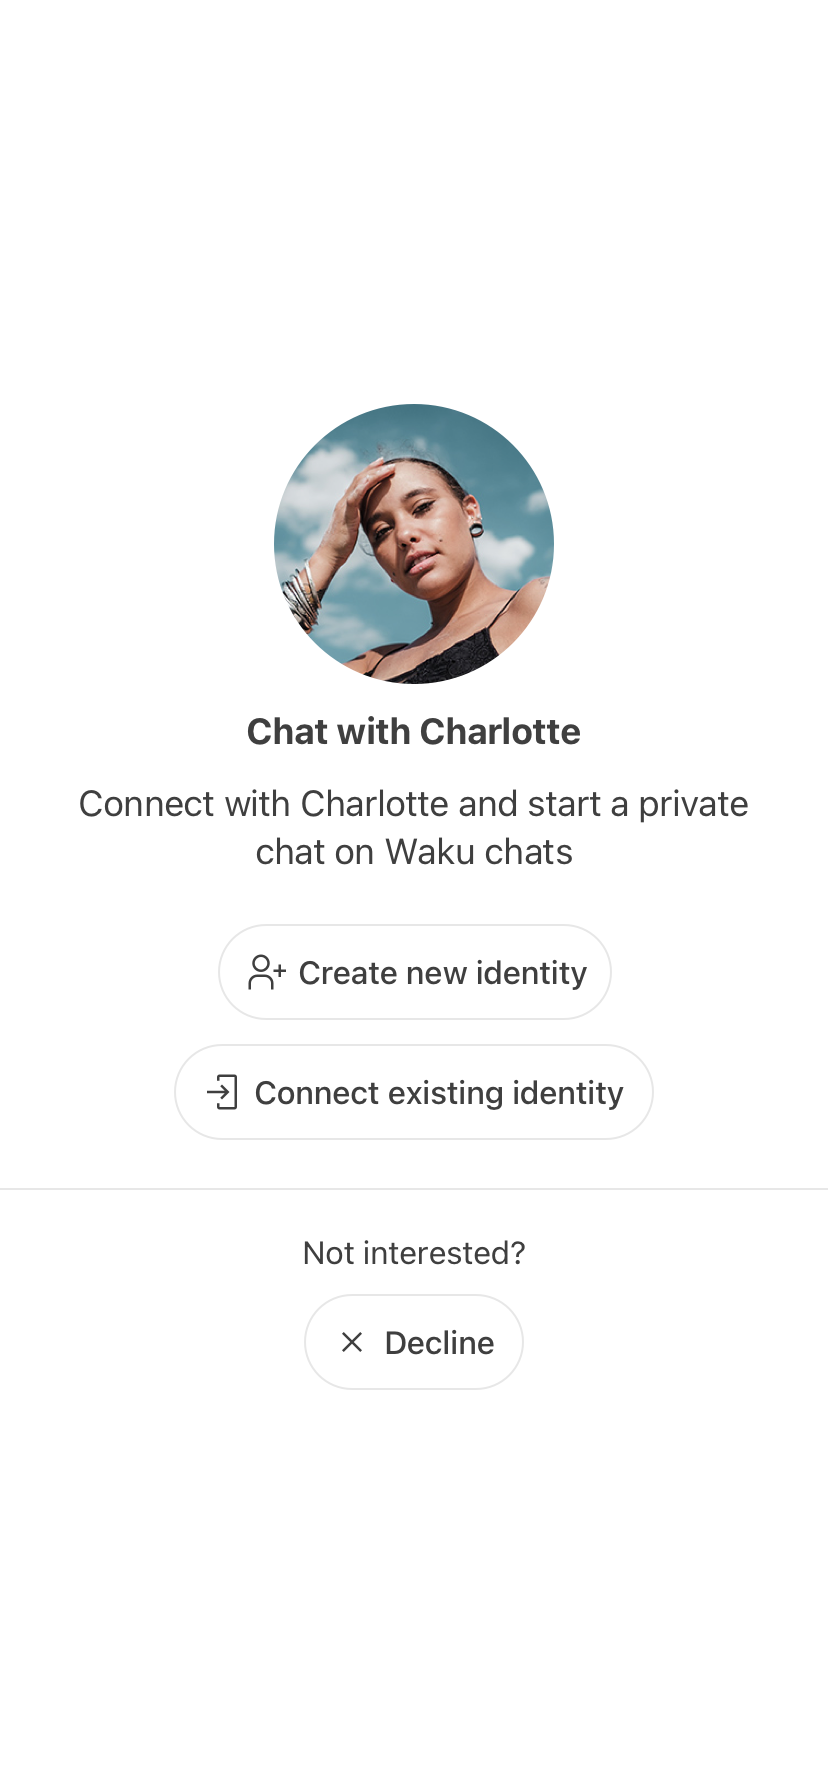 Chat with Charlotte
Connect with Charlotte and start a private
chat on Waku chats
Create new identity
Connect existing identity
Not interested?
Decline